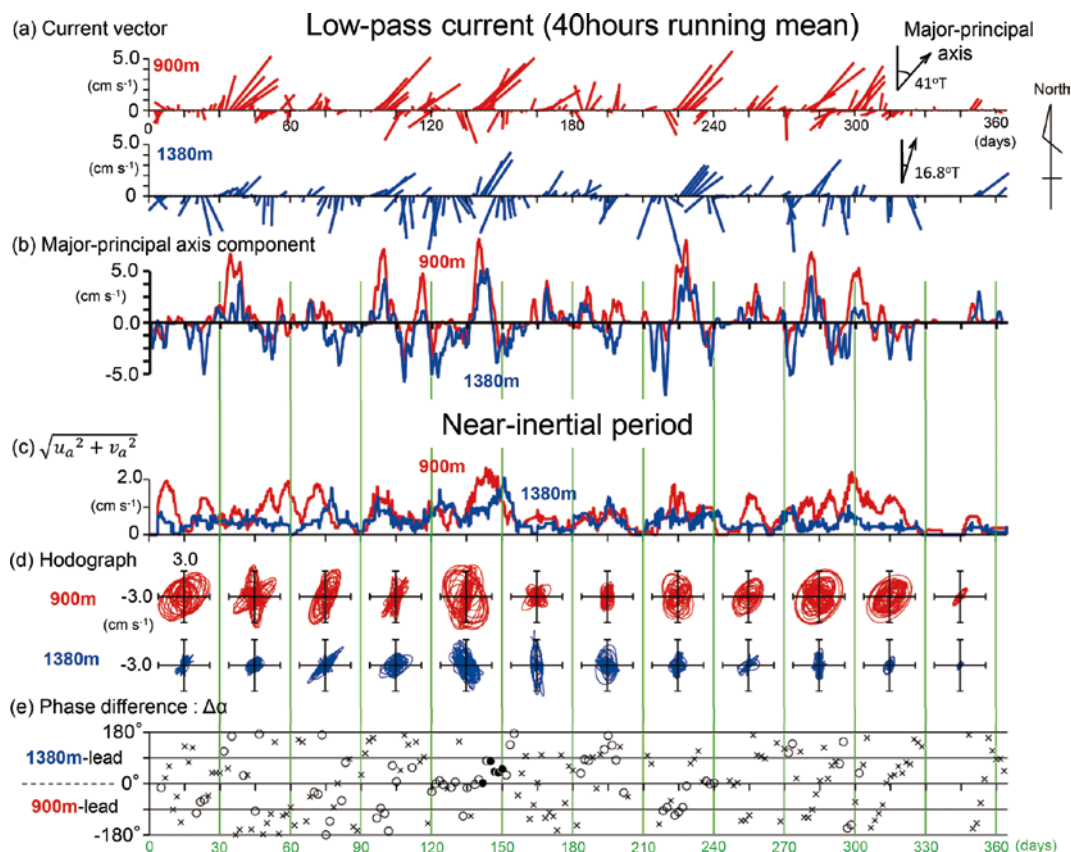 Low-pass current (40hours running mean)
(a) Current vector
Major-principal
axis
900m
5.0
(cm s⁻¹)
0
41°T
North
0 60 120 180 240 300 360
(days)
1380m
5.0
(cm s⁻¹)
0
16.8°T
(b) Major-principal axis component
900m
5.0
(cm s⁻¹)
0.0
-5.0
1380m
Near-inertial period
(c) √(uₐ² + vₐ²)
900m
1380m
2.0
(cm s⁻¹)
0
(d) Hodograph
3.0
900m
-3.0
(cm s⁻¹)
1380m
-3.0
(e) Phase difference : Δα
180°
1380m-lead
0°
900m-lead
-180°
0 30 60 90 120 150 180 210 240 270 300 330 360 (days)